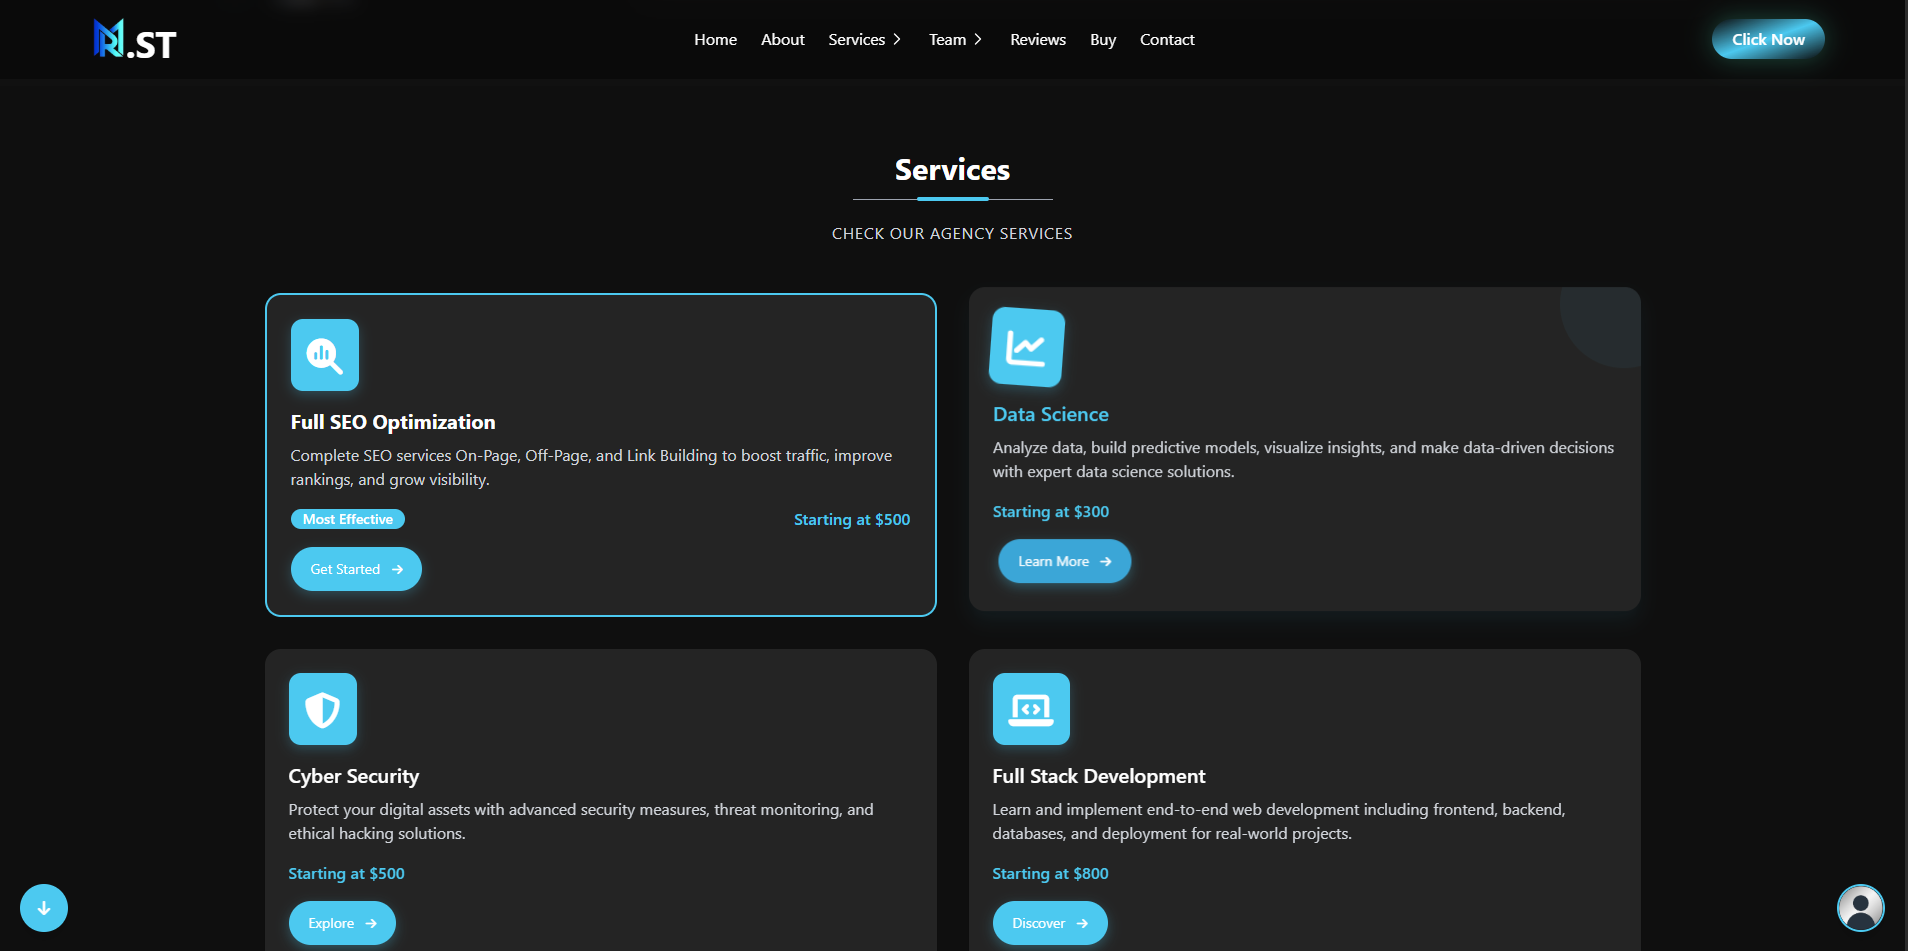 .ST
Home About Services Team Reviews Buy Contact
Click Now
Services
CHECK OUR AGENCY SERVICES
Full SEO Optimization
Complete SEO services On-Page, Off-Page, and Link Building to boost traffic, improve
rankings, and grow visibility.
Most Effective
Starting at $500
Get Started
Data Science
Analyze data, build predictive models, visualize insights, and make data-driven decisions
with expert data science solutions.
Starting at $300
Learn More
Cyber Security
Protect your digital assets with advanced security measures, threat monitoring, and
ethical hacking solutions.
Starting at $500
Explore
Full Stack Development
Learn and implement end-to-end web development including frontend, backend,
databases, and deployment for real-world projects.
Starting at $800
Discover